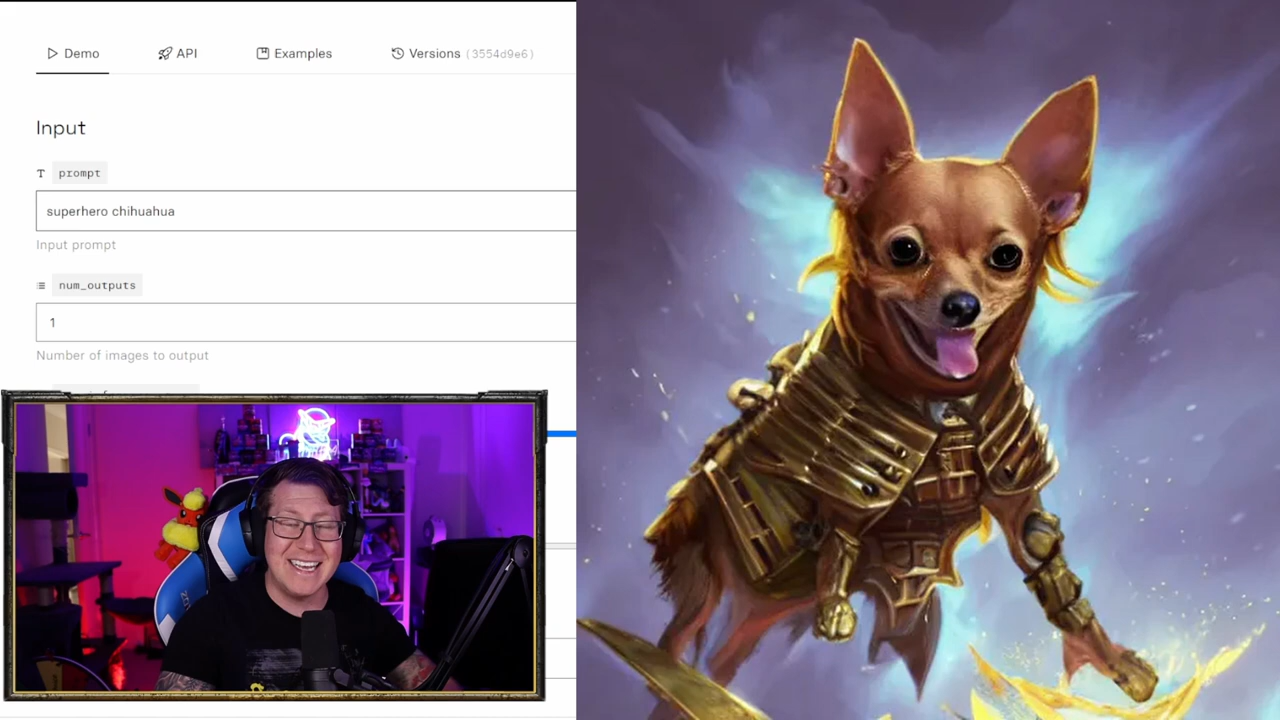 Demo
API
Examples
Versions (3554d9e6)
Input
T prompt
superhero chihuahua
Input prompt
num_outputs
1
Number of images to output